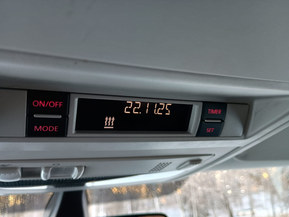 ON/OFF
22.11.25
TIMER
MODE
SET